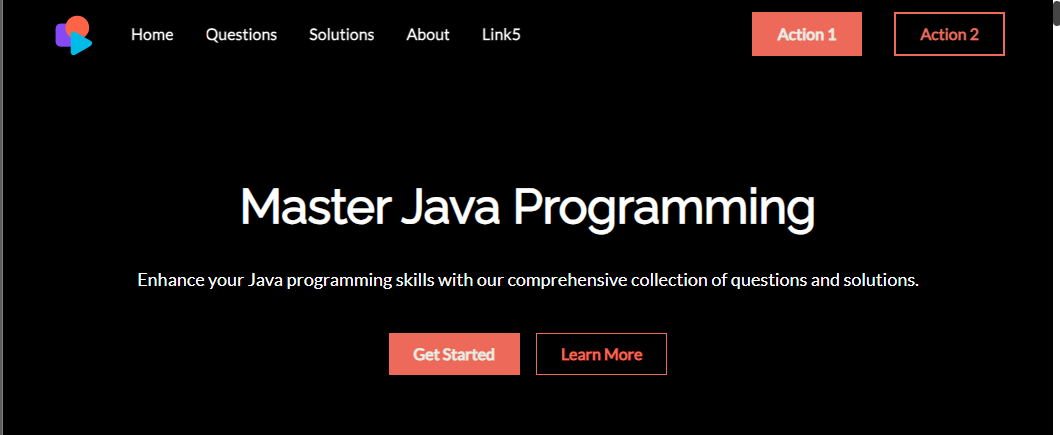 Home Questions Solutions About Link5 Action 1 Action 2
Master Java Programming
Enhance your Java programming skills with our comprehensive collection of questions and solutions.
Get Started Learn More